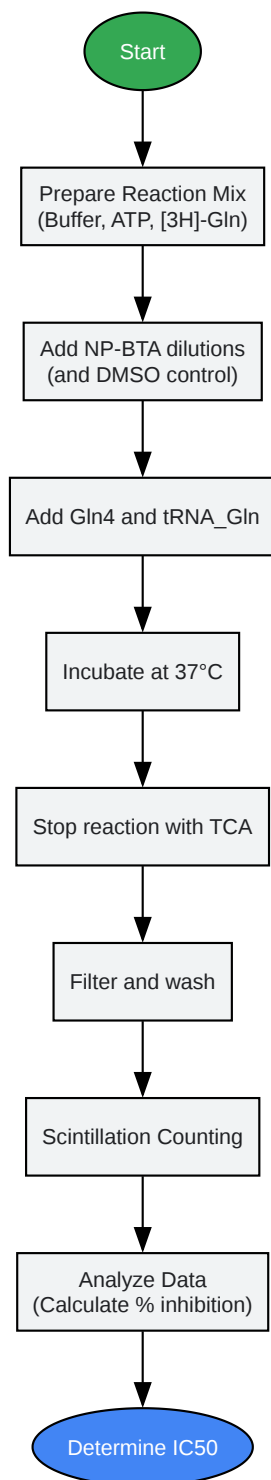 Start
Prepare Reaction Mix
(Buffer, ATP, [3H]-Gln)
Add NP-BTA dilutions
(and DMSO control)
Add Gln4 and tRNA_Gln
Incubate at 37°C
Stop reaction with TCA
Filter and wash
Scintillation Counting
Analyze Data
(Calculate % inhibition)
Determine IC50